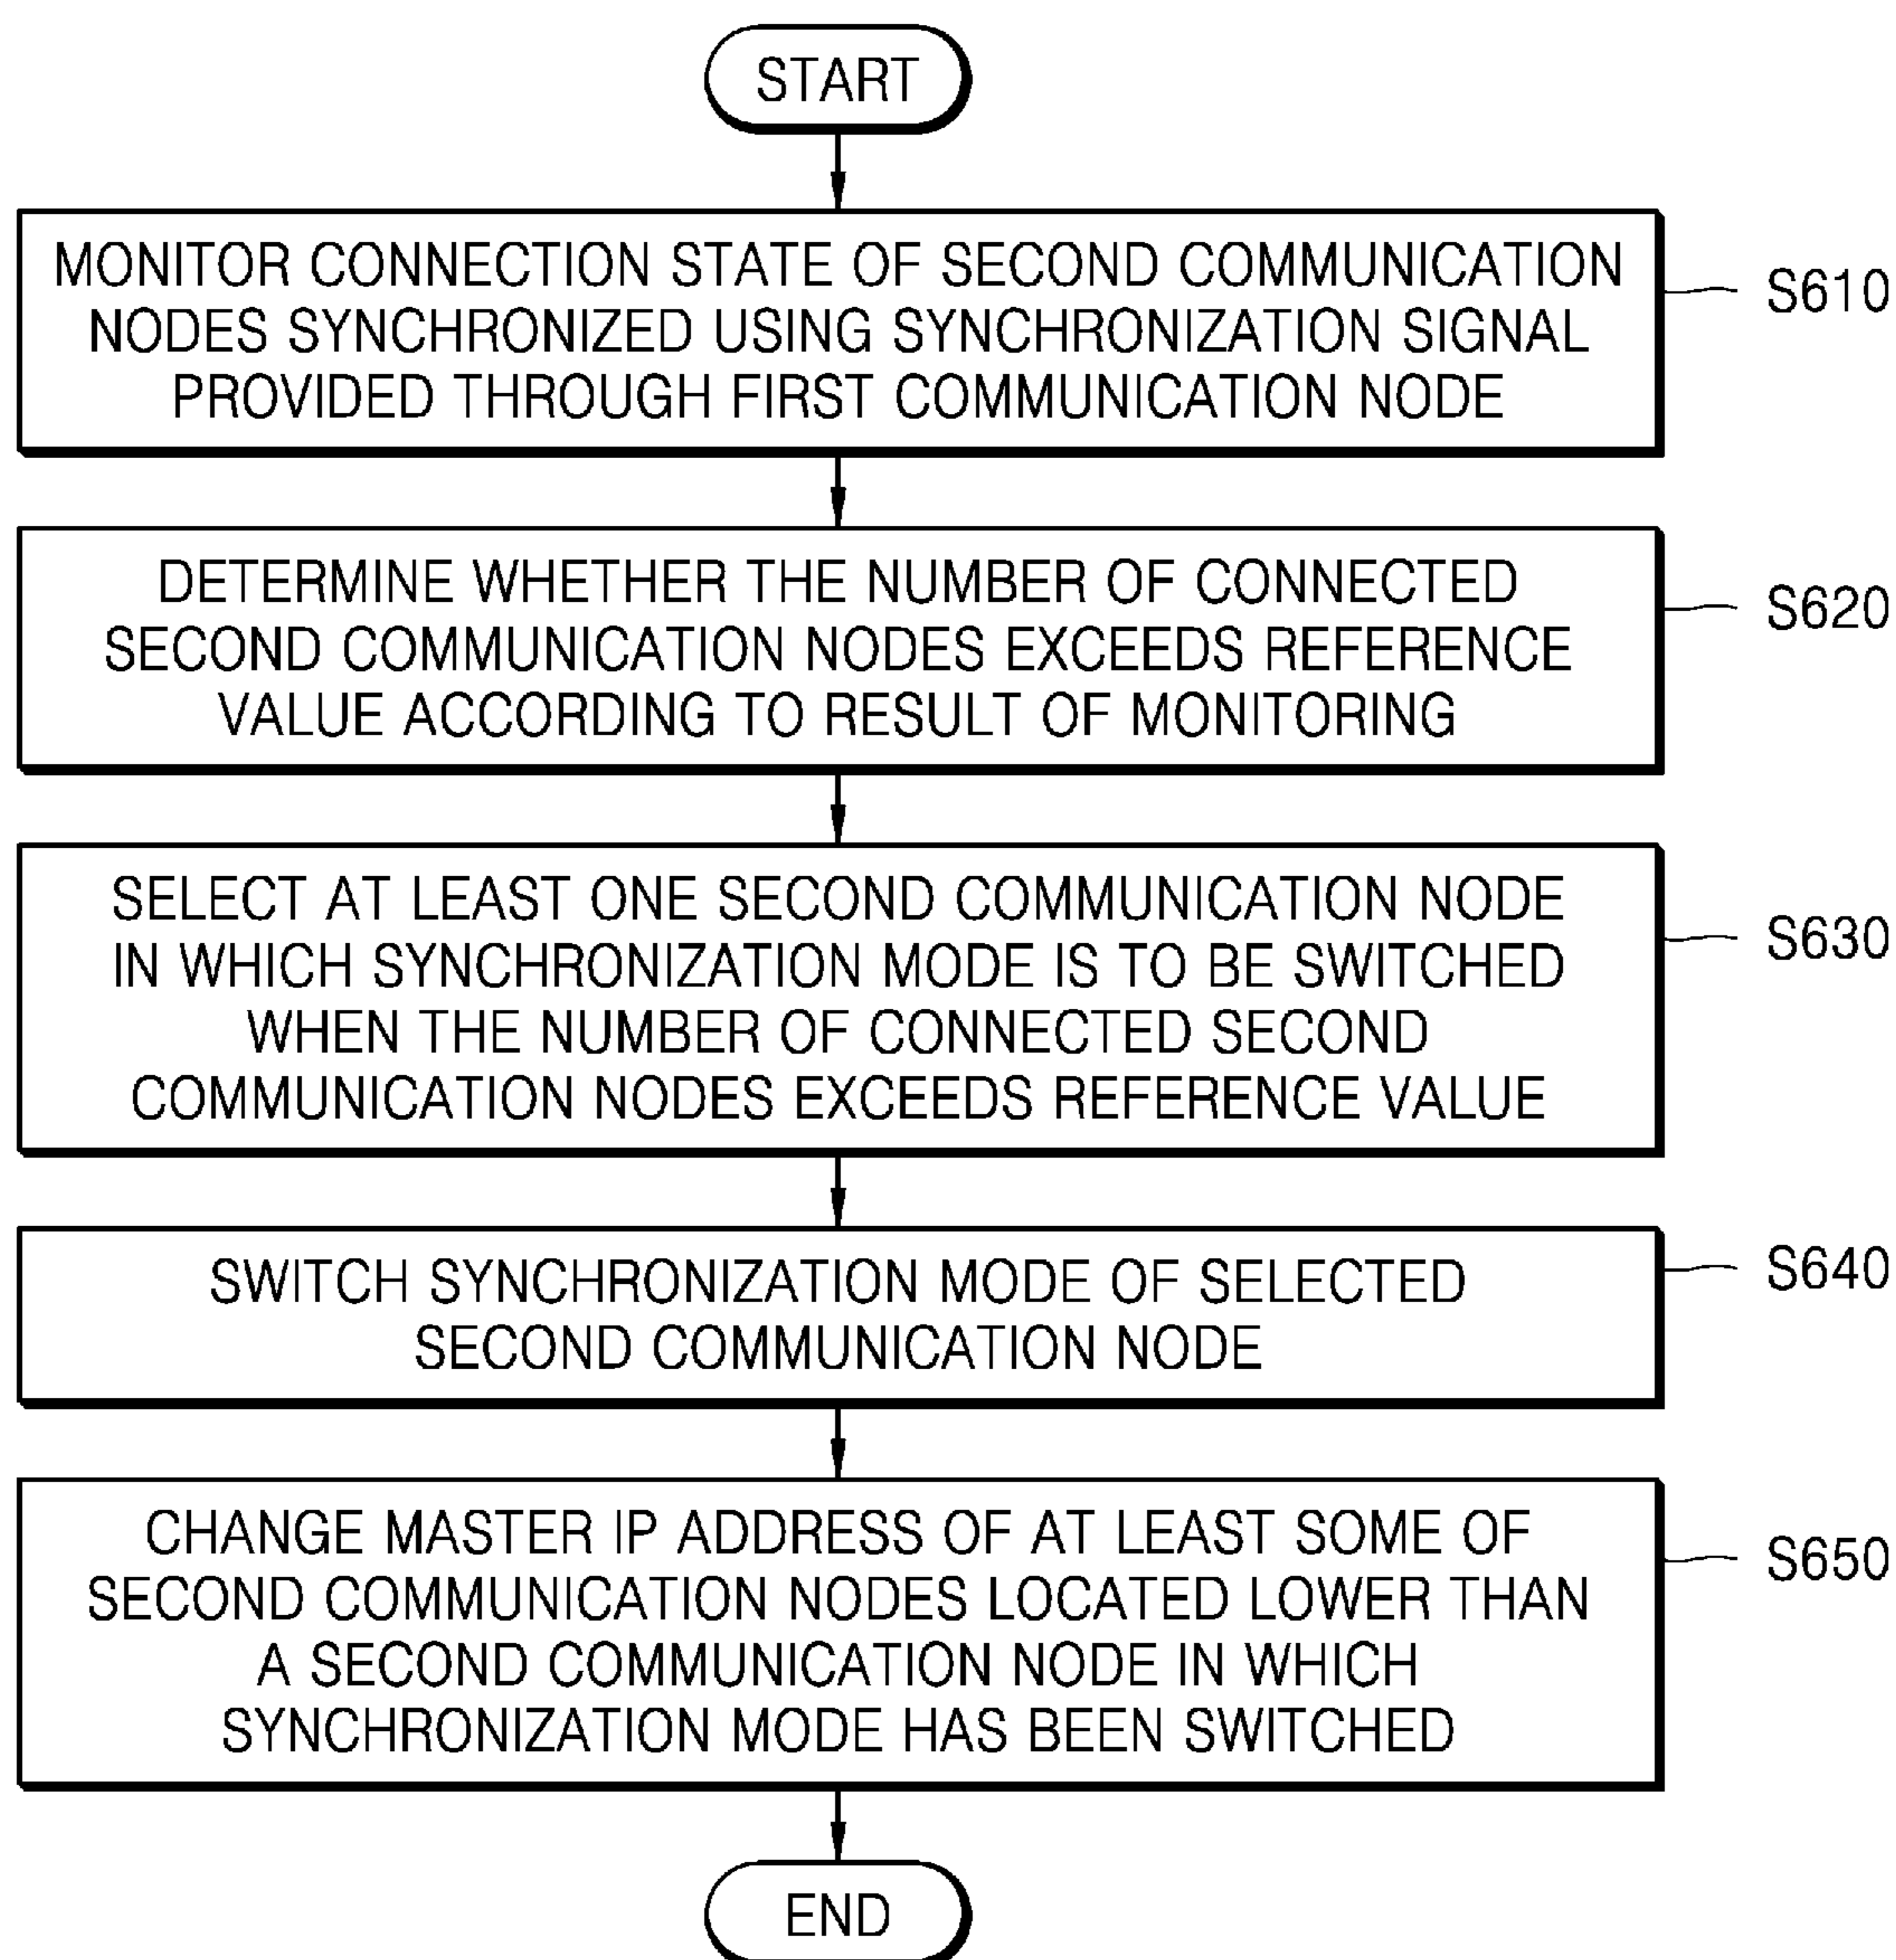 START
MONITOR CONNECTION STATE OF SECOND COMMUNICATION
NODES SYNCHRONIZED USING SYNCHRONIZATION SIGNAL
PROVIDED THROUGH FIRST COMMUNICATION NODE
S610
DETERMINE WHETHER THE NUMBER OF CONNECTED
SECOND COMMUNICATION NODES EXCEEDS REFERENCE
VALUE ACCORDING TO RESULT OF MONITORING
S620
SELECT AT LEAST ONE SECOND COMMUNICATION NODE
IN WHICH SYNCHRONIZATION MODE IS TO BE SWITCHED
WHEN THE NUMBER OF CONNECTED SECOND
COMMUNICATION NODES EXCEEDS REFERENCE VALUE
S630
SWITCH SYNCHRONIZATION MODE OF SELECTED
SECOND COMMUNICATION NODE
S640
CHANGE MASTER IP ADDRESS OF AT LEAST SOME OF
SECOND COMMUNICATION NODES LOCATED LOWER THAN
A SECOND COMMUNICATION NODE IN WHICH
SYNCHRONIZATION MODE HAS BEEN SWITCHED
S650
END